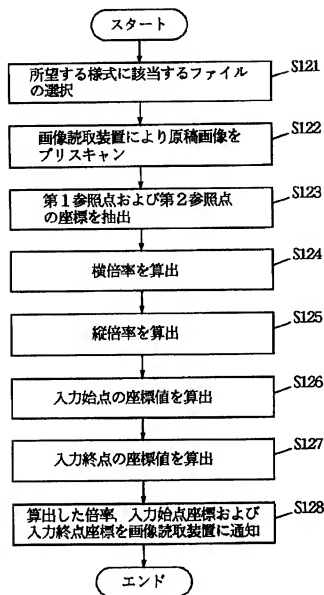 スタート
所望する様式に該当するファイル
の選択
S121
画像読取装置により原稿画像を
プリスキャン
S122
第1参照点および第2参照点
の座標を抽出
S123
横倍率を算出
S124
縦倍率を算出
S125
入力始点の座標値を算出
S126
入力終点の座標値を算出
S127
算出した倍率、入力始点座標および
入力終点座標を画像読取装置に通知
S128
エンド